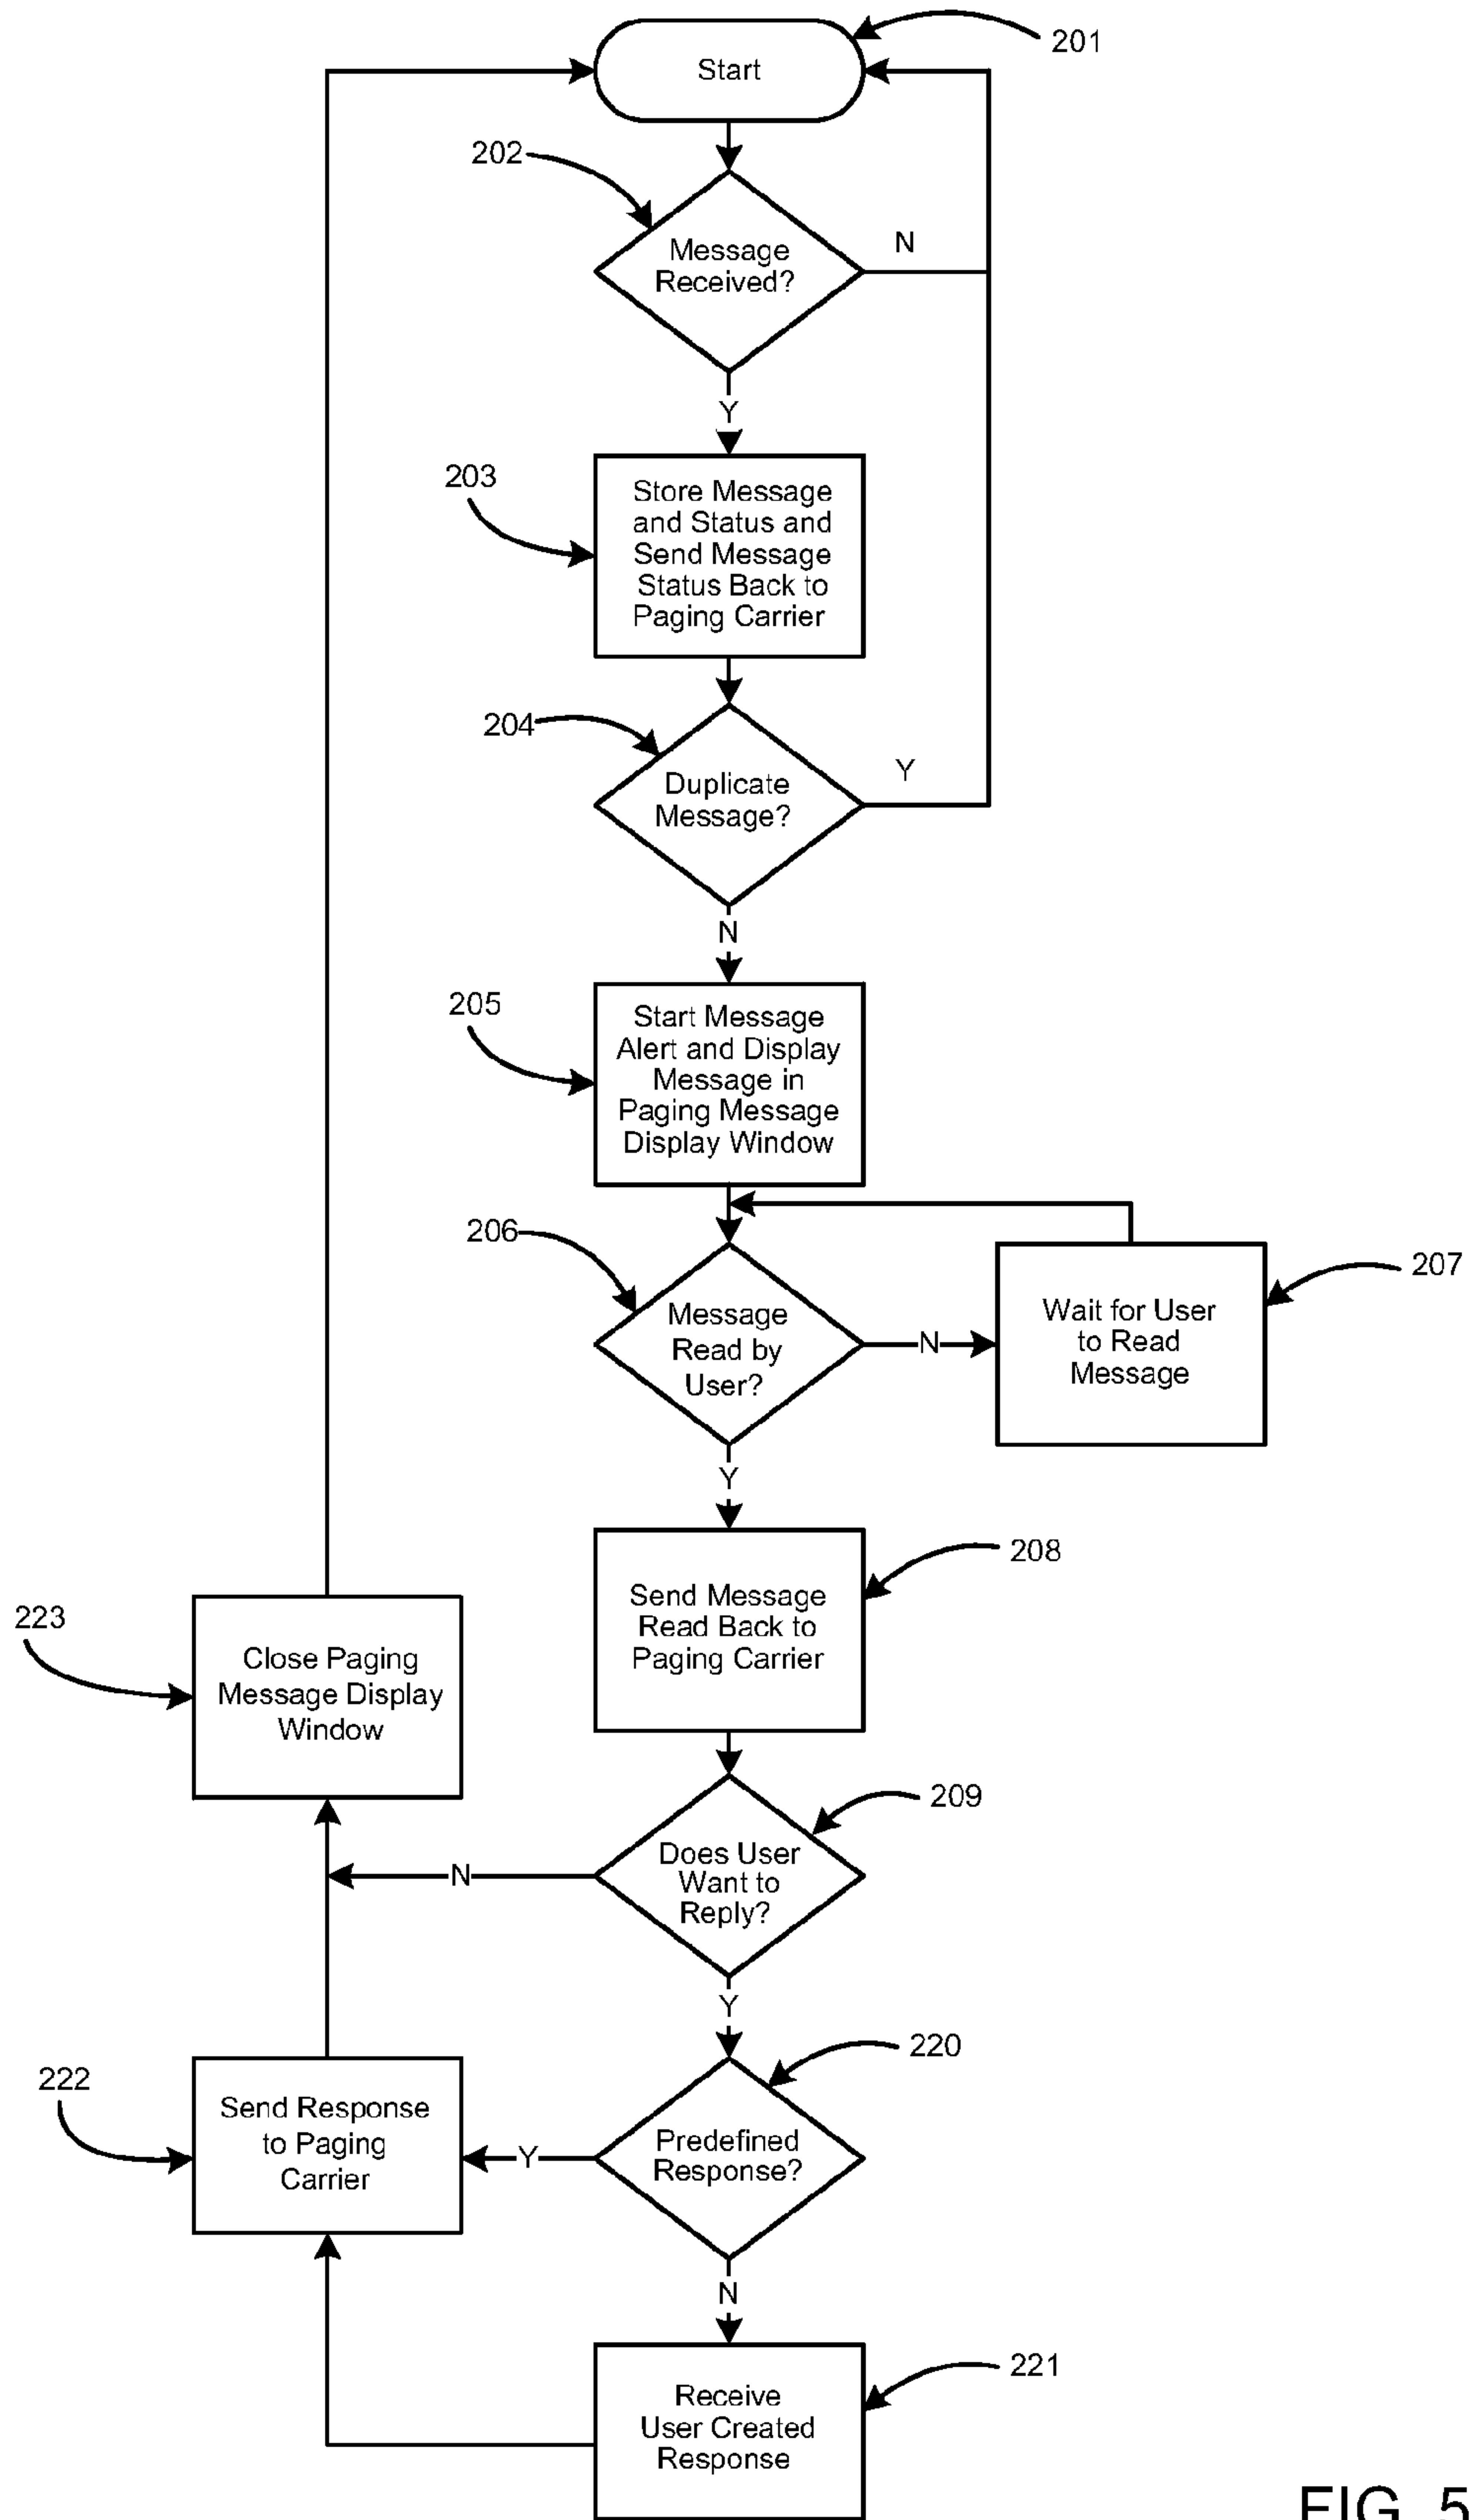 201
Start
202
Message
Received?
N
Y
203
Store Message
and Status and
Send Message
Status Back to
Paging Carrier
204
Duplicate
Message?
Y
N
205
Start Message
Alert and Display
Message in
Paging Message
Display Window
206
Message
Read by
User?
N
207
Wait for User
to Read
Message
Y
208
Send Message
Read Back to
Paging Carrier
223
Close Paging
Message Display
Window
209
Does User
Want to
Reply?
N
Y
220
Predefined
Response?
Y
222
Send Response
to Paging
Carrier
N
221
Receive
User Created
Response
FIG. 5